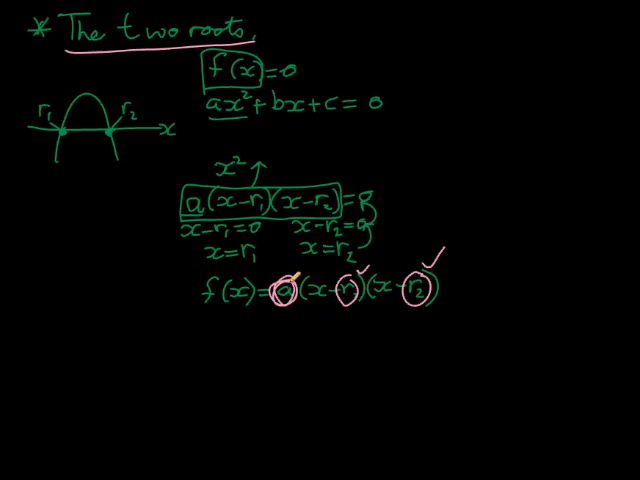 * The two roots.
f(x)=0
ax²+bx+c=0
r₁ r₂
x
x²
a(x-r₁)(x-r₂)=0
x-r₁=0 x-r₂=0
x=r₁ x=r₂
f(x)=a(x-r₁)(x-r₂)